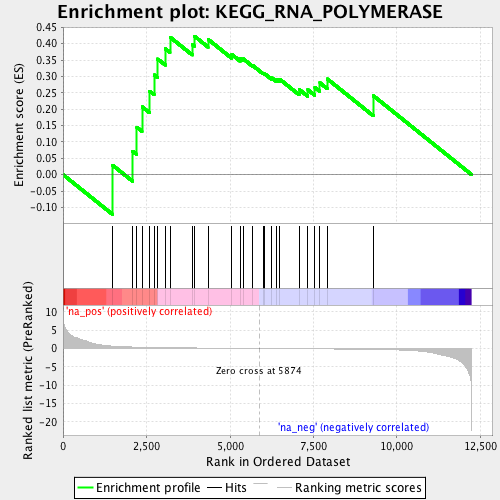 Enrichment plot: KEGG_RNA_POLYMERASE
Enrichment score (ES)
0.45
0.40
0.35
0.30
0.25
0.20
0.15
0.10
0.05
0.00
-0.05
-0.10
'na_pos' (positively correlated)
Ranked list metric (PreRanked)
10
5
0
-5
-10
-15
-20
Zero cross at 5874
'na_neg' (negatively correlated)
0
2,500
5,000
7,500
10,000
12,500
Rank in Ordered Dataset
Enrichment profile
Hits
Ranking metric scores